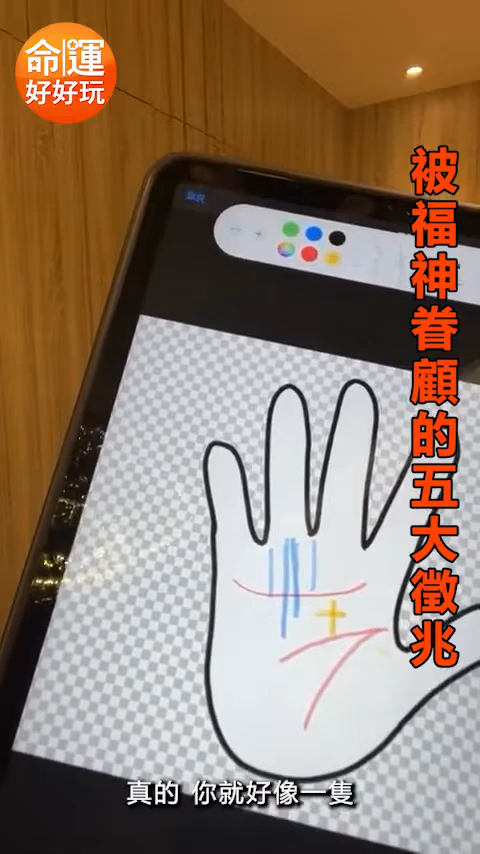 命運
好好玩
被福神眷顧的五大徵兆
真的 你就好像一隻